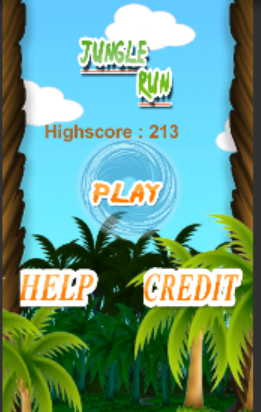 JUNGLE
RUN
Highscore : 213
PLAY
HELP
CREDIT